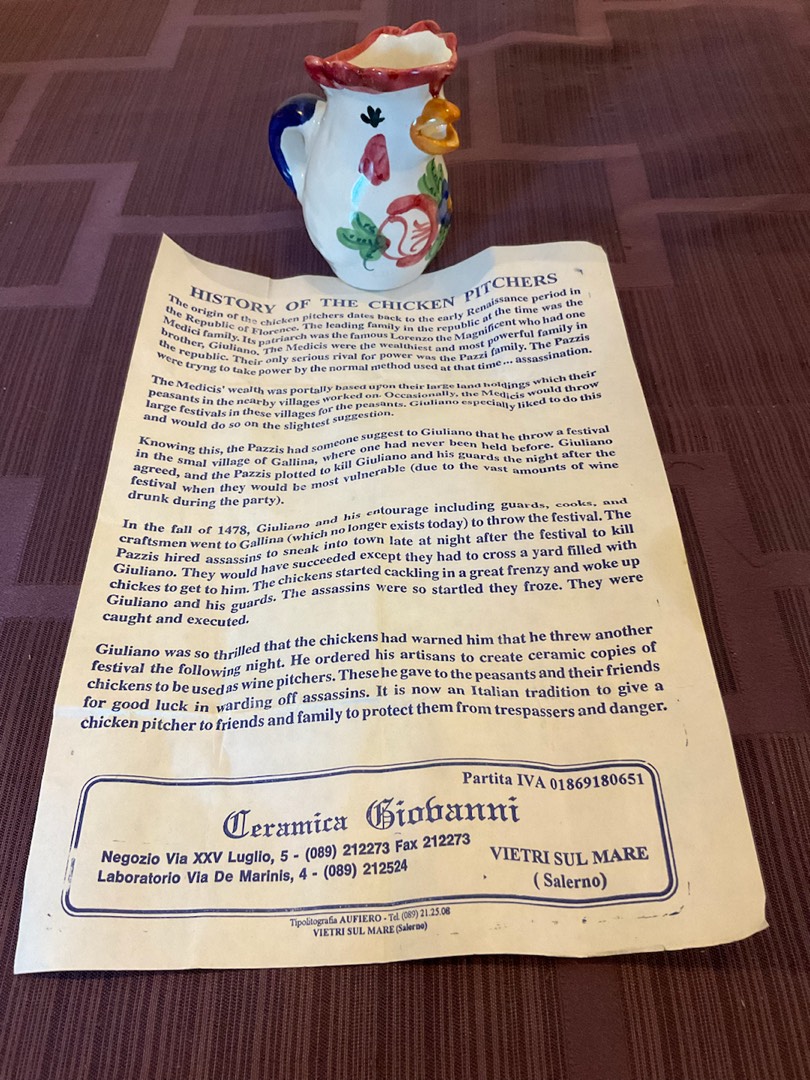 HISTORY OF THE CHICKEN PITCHERS
The origin of the chicken pitchers dates back to the early Renaissance period in
the Republic of Florence. The leading family in the republic at the time was the
Medici family. Its patriarch was the famous Lorenzo the Magnificent who had one
brother, Giuliano. The Medicis were the wealthiest and most powerful family in
the republic. Their only serious rival for power was the Pazzi family. The Pazzis
were tryng to take power by the normal method used at that time... assassination.
The Medicis' wealth was portally based upon their large land holdings which their
peasants in the nearby villages worked on. Occasionally, the Medicis would throw
large festivals in these villages for the peasants. Giuliano especially liked to do this
and would do so on the slightest suggestion.
Knowing this, the Pazzis had someone suggest to Giuliano that he throw a festival
in the smal village of Gallina, where one had never been held before. Giuliano
agreed, and the Pazzis plotted to kill Giuliano and his guards the night after the
festival when they would be most vulnerable (due to the vast amounts of wine
drunk during the party).
In the fall of 1478, Giuliano and his entourage including guards, cooks, and
craftsmen went to Gallina (which no longer exists today) to throw the festival. The
Pazzis hired assassins to sneak into town late at night after the festival to kill
Giuliano. They would have succeeded except they had to cross a yard filled with
chickes to get to him. The chickens started cackling in a great frenzy and woke up
Giuliano and his guards. The assassins were so startled they froze. They were
caught and executed.
Giuliano was so thrilled that the chickens had warned him that he threw another
festival the following night. He ordered his artisans to create ceramic copies of
chickens to be used as wine pitchers. These he gave to the peasants and their friends
for good luck in warding off assassins. It is now an Italian tradition to give a
chicken pitcher to friends and family to protect them from trespassers and danger.
Partita IVA 01869180651
Ceramica Giovanni
Negozio Via XXV Luglio, 5 - (089) 212273 Fax 212273
Laboratorio Via De Marinis, 4 - (089) 212524
VIETRI SUL MARE
(Salerno)
Tipolitografia AUFIERO - Tel. (089) 21.25.08
VIETRI SUL MARE (Salerno)